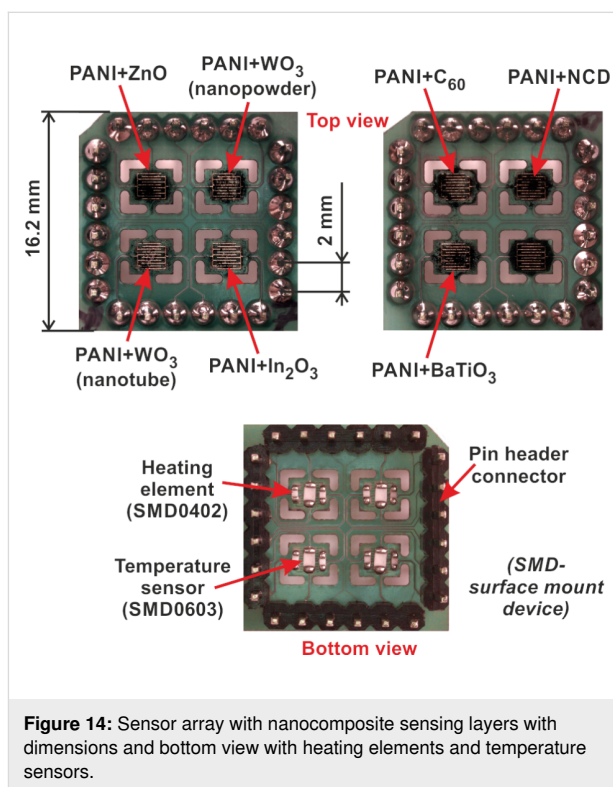 PANI+ZnO
PANI+WO₃
(nanopowder)
PANI+C₆₀
PANI+NCD
Top view
16.2 mm
2 mm
PANI+WO₃
(nanotube)
PANI+In₂O₃
PANI+BaTiO₃
Heating
element
(SMD0402)
Pin header
connector
Temperature
sensor
(SMD0603)
(SMD-
surface mount
device)
Bottom view
Figure 14: Sensor array with nanocomposite sensing layers with
dimensions and bottom view with heating elements and temperature
sensors.